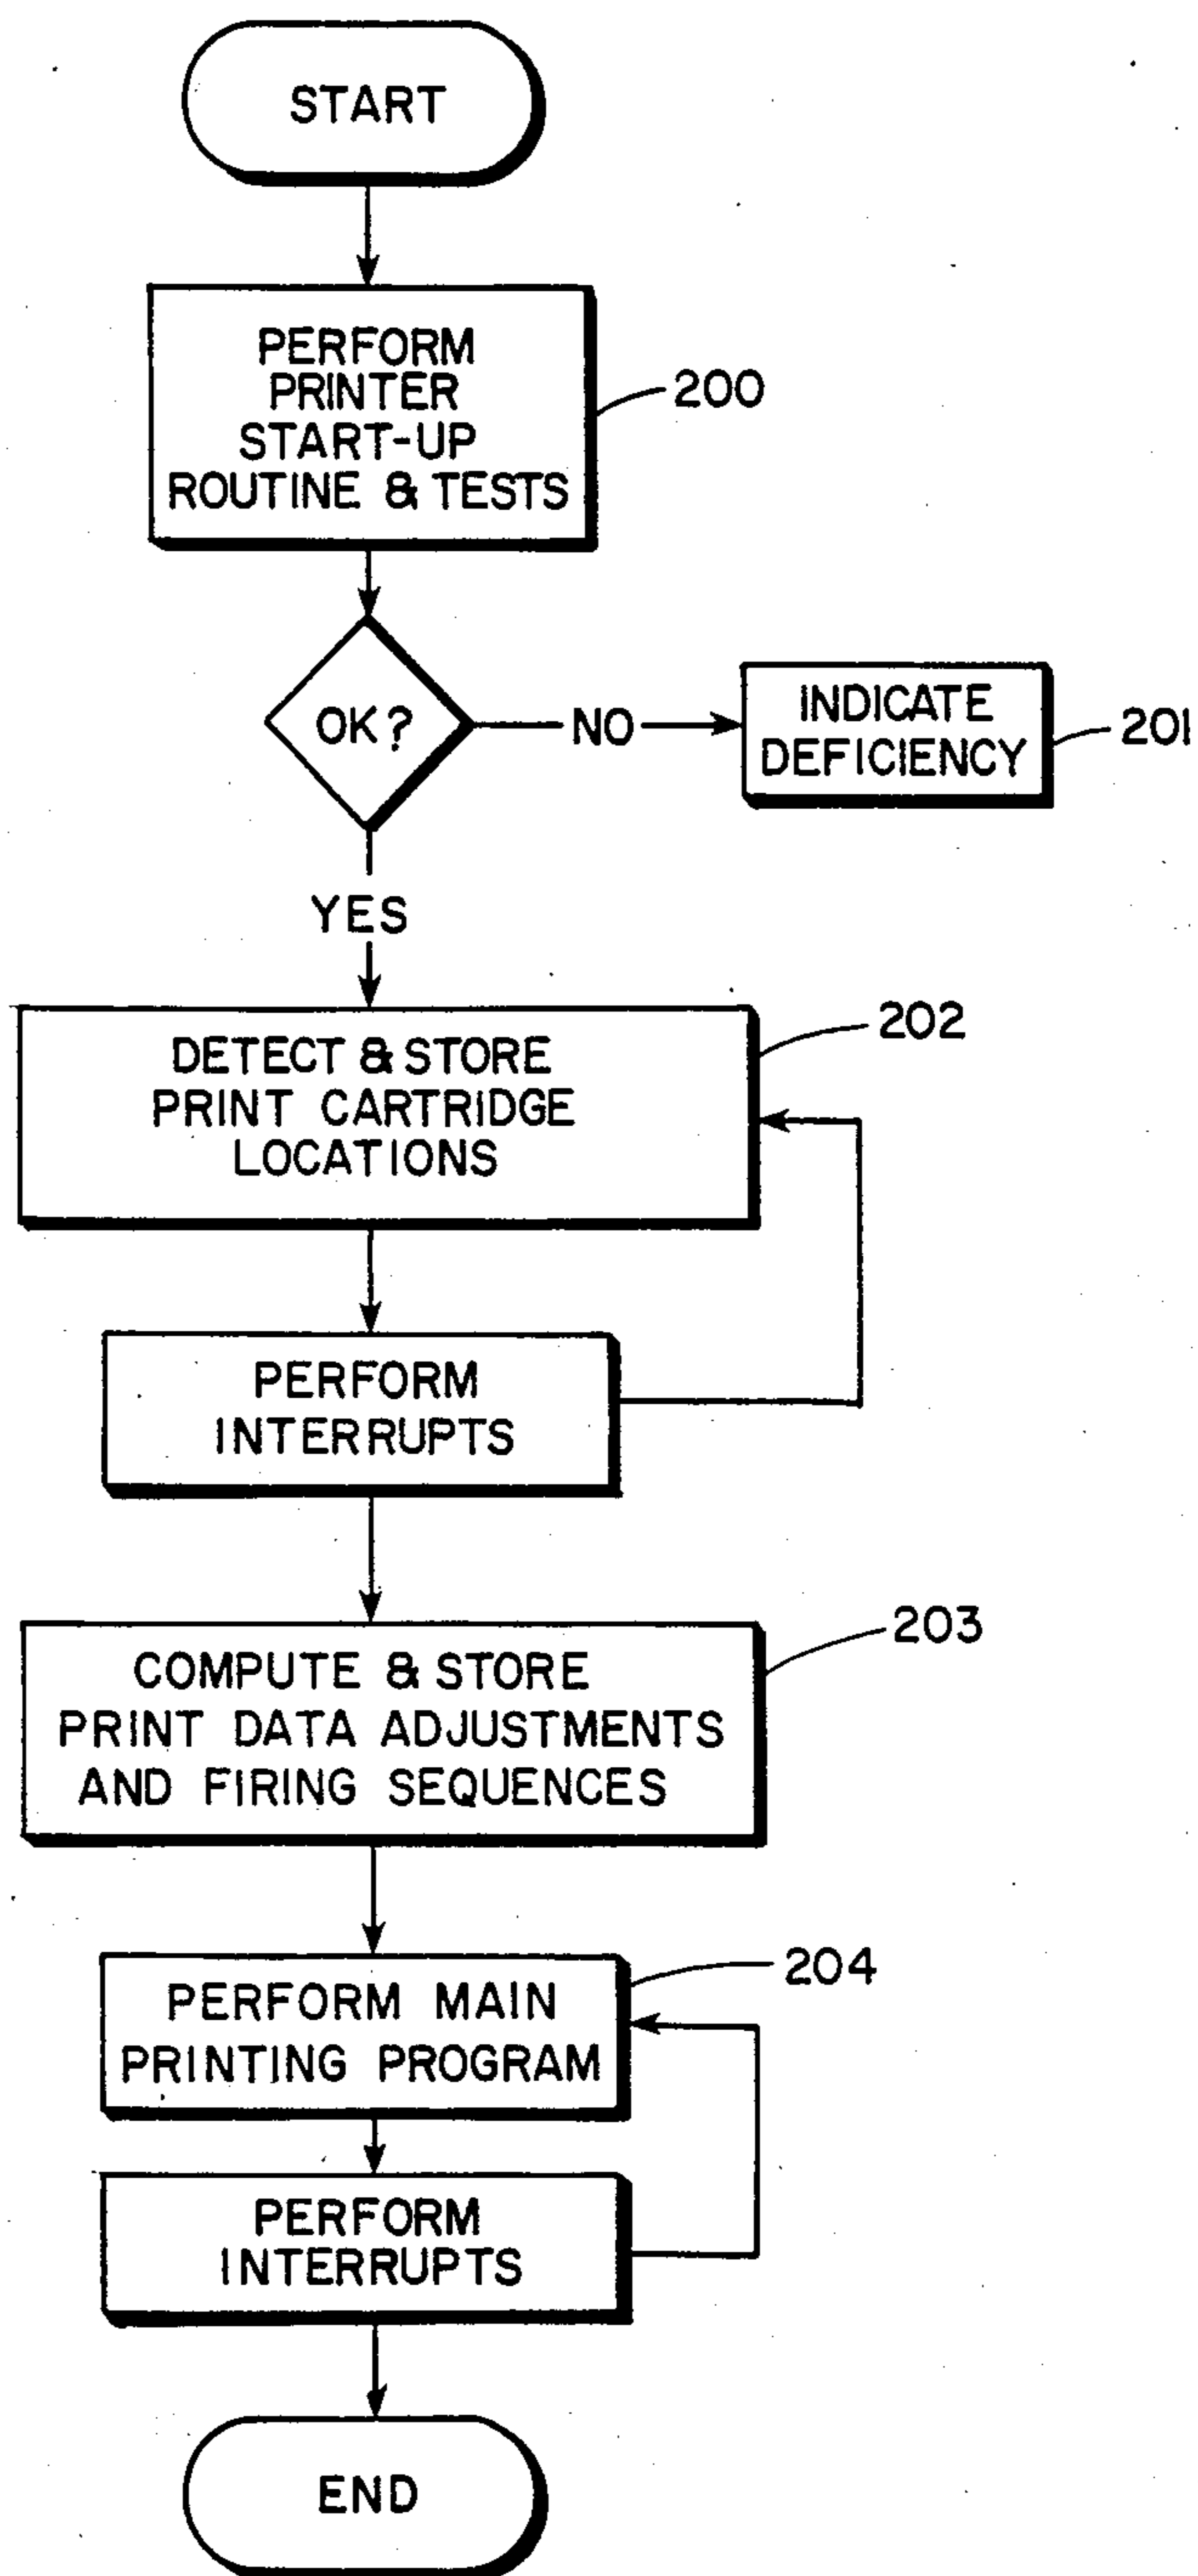 START
PERFORM
PRINTER
START-UP
ROUTINE & TESTS
200
OK?
NO
INDICATE
DEFICIENCY
201
YES
DETECT & STORE
PRINT CARTRIDGE
LOCATIONS
202
PERFORM
INTERRUPTS
COMPUTE & STORE
PRINT DATA ADJUSTMENTS
AND FIRING SEQUENCES
203
PERFORM MAIN
PRINTING PROGRAM
204
PERFORM
INTERRUPTS
END